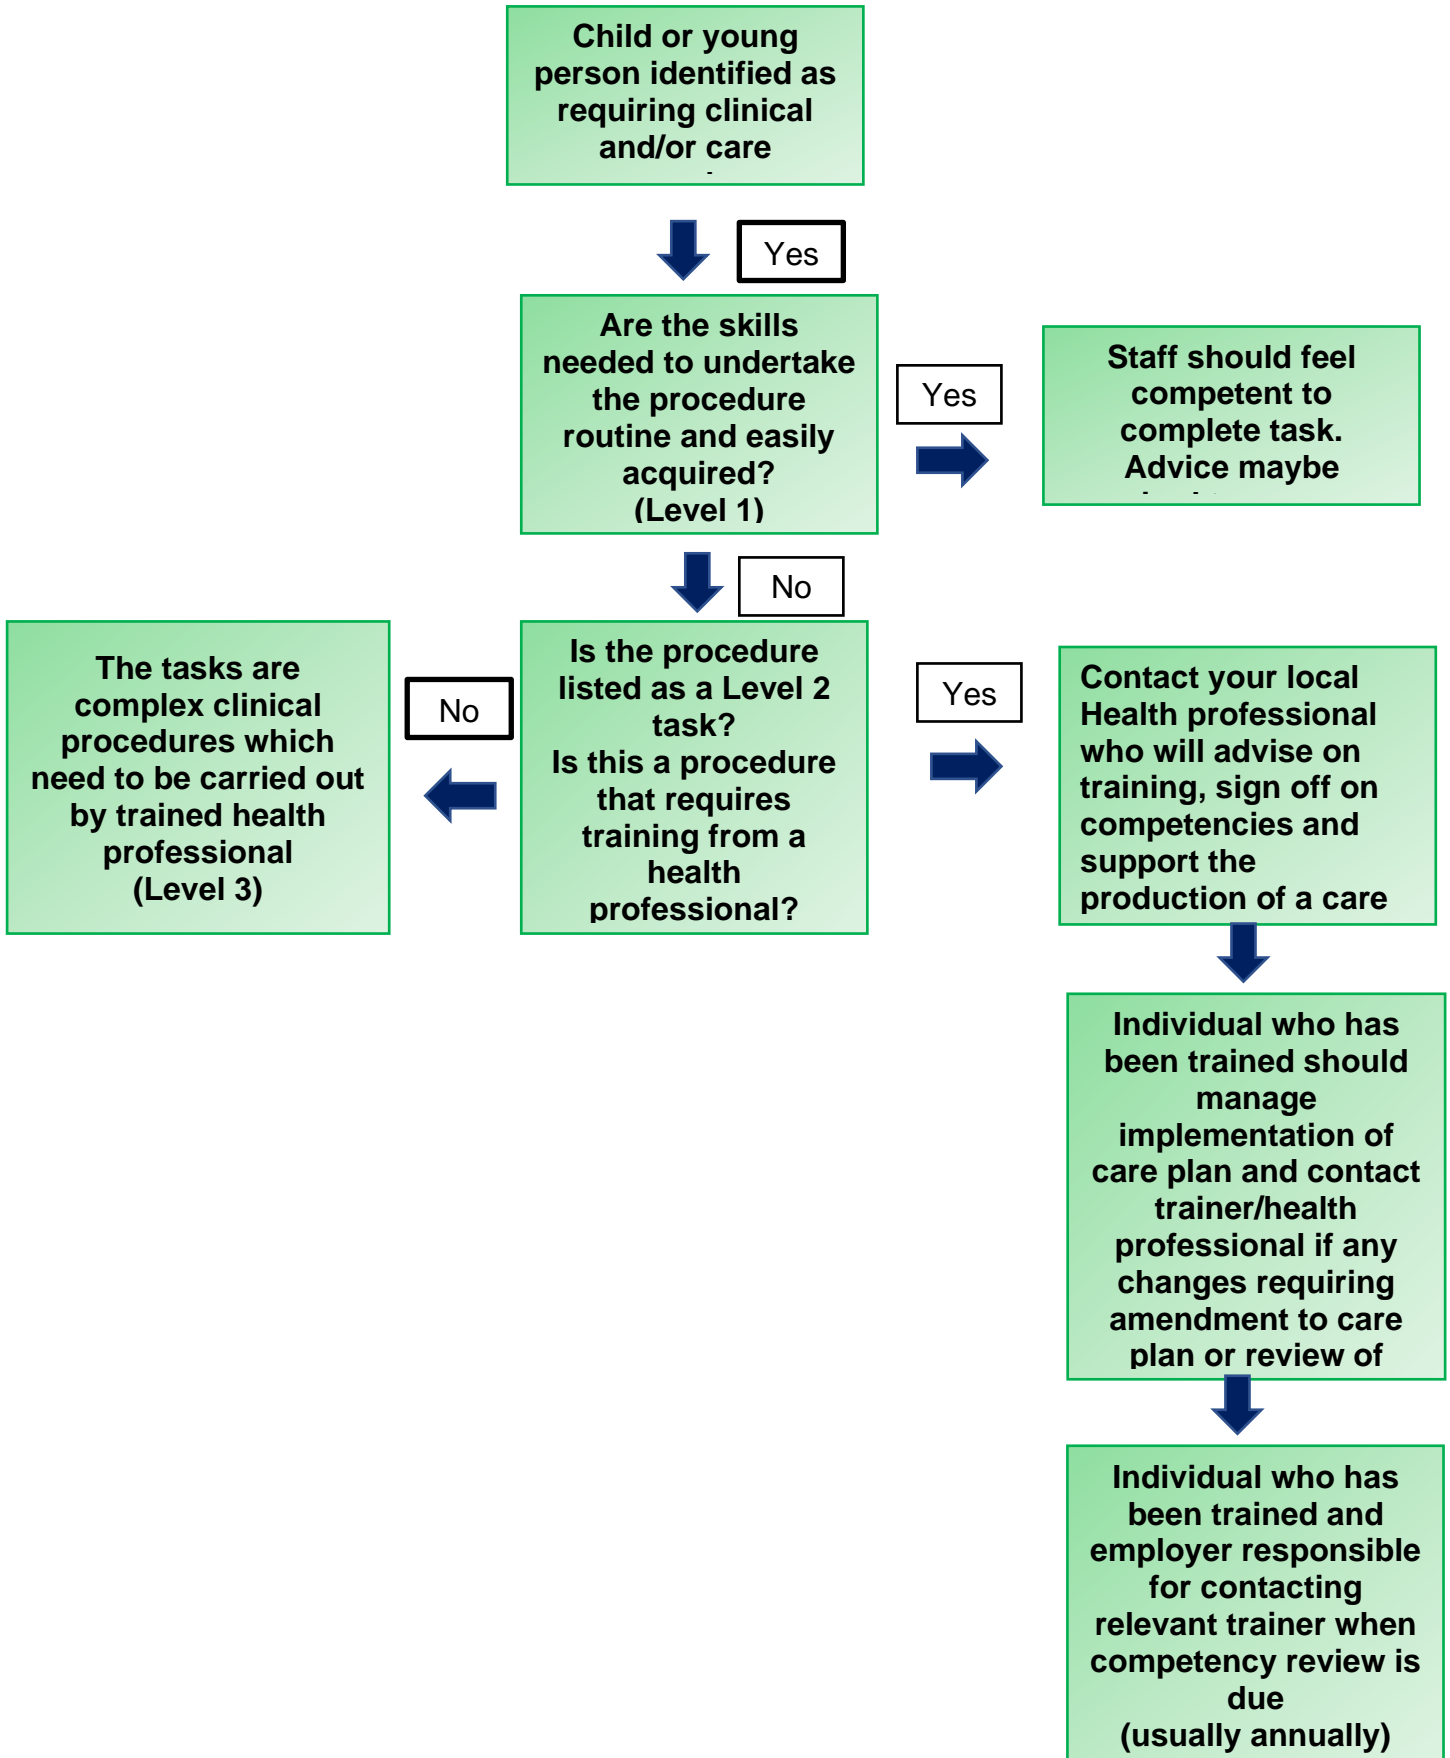 Child or young
person identified as
requiring clinical
and/or care
Yes
Are the skills
needed to undertake
the procedure
routine and easily
acquired?
(Level 1)
Yes
Staff should feel
competent to
complete task.
Advice maybe
No
The tasks are
complex clinical
procedures which
need to be carried out
by trained health
professional
(Level 3)
No
Is the procedure
listed as a Level 2
task?
Is this a procedure
that requires
training from a
health
professional?
Yes
Contact your local
Health professional
who will advise on
training, sign off on
competencies and
support the
production of a care
Individual who has
been trained should
manage
implementation of
care plan and contact
trainer/health
professional if any
changes requiring
amendment to care
plan or review of
Individual who has
been trained and
employer responsible
for contacting
relevant trainer when
competency review is
due
(usually annually)